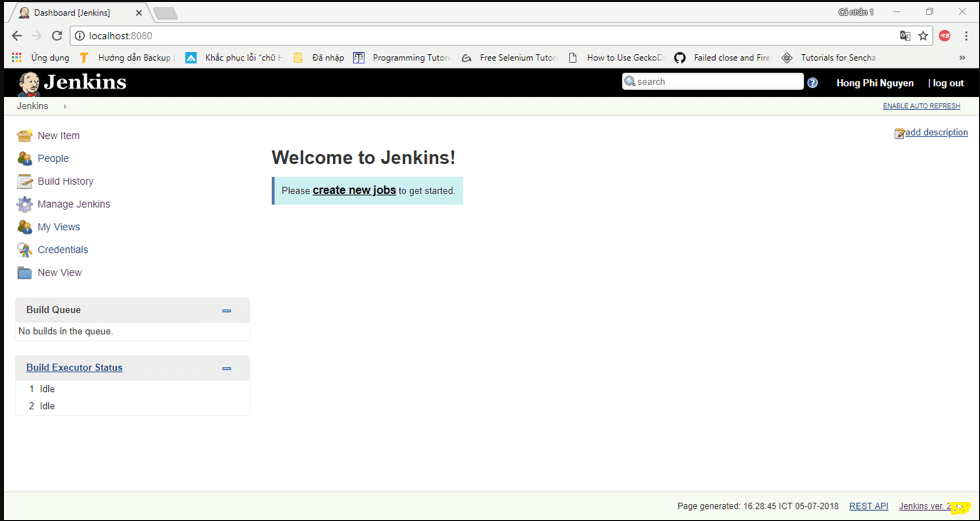 Dashboard [Jenkins]
Cá nhân 1
localhost:8080
Ứng dụng
Hướng dẫn Backup
Khắc phục lỗi "chữ H
Đã nhập
Programming Tutori
Free Selenium Tutor
How to Use GeckoD
Failed close and Fire
Tutorials for Sencha
Jenkins
search
Hong Phi Nguyen
| log out
Jenkins
ENABLE AUTO REFRESH
add description
New Item
People
Build History
Manage Jenkins
My Views
Credentials
New View
Welcome to Jenkins!
Please create new jobs to get started.
Build Queue
No builds in the queue.
Build Executor Status
1 Idle
2 Idle
Page generated: 16:28:45 ICT 05-07-2018
REST API
Jenkins ver. 2